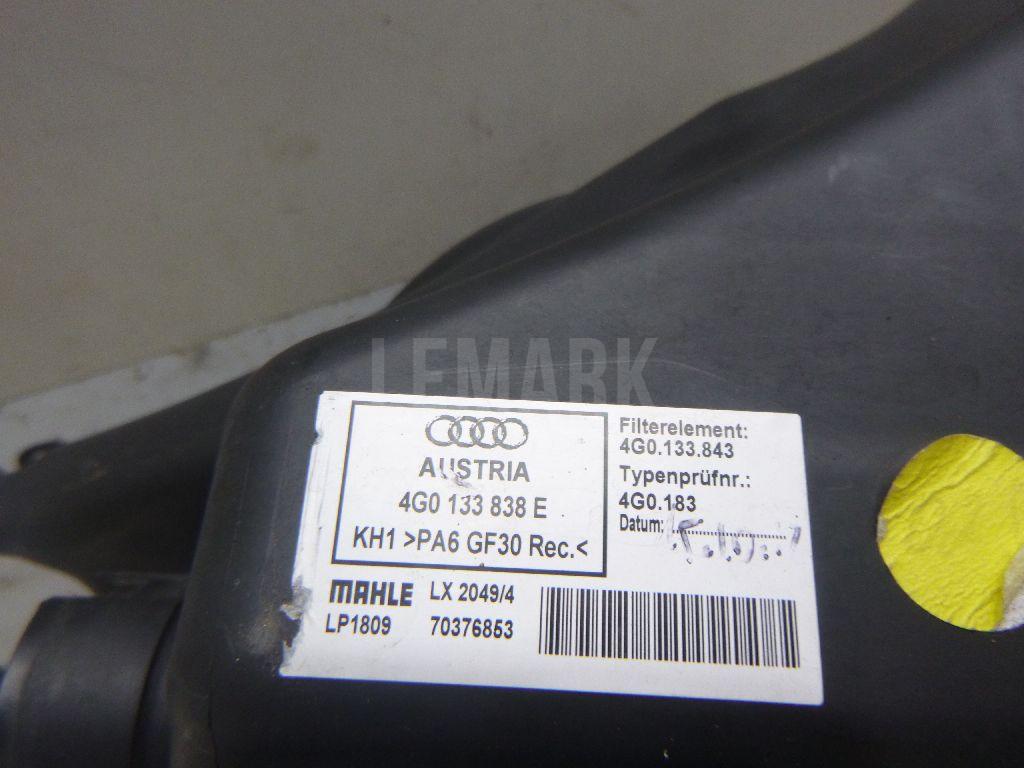 LEMARK
AUSTRIA
4G0 133 838 E
KH1 >PA6 GF30 Rec.<
MAHLE LX 2049/4
LP1809 70376853
Filterelement:
4G0.133.843
Typenprüfnr.:
4G0.183
Datum: